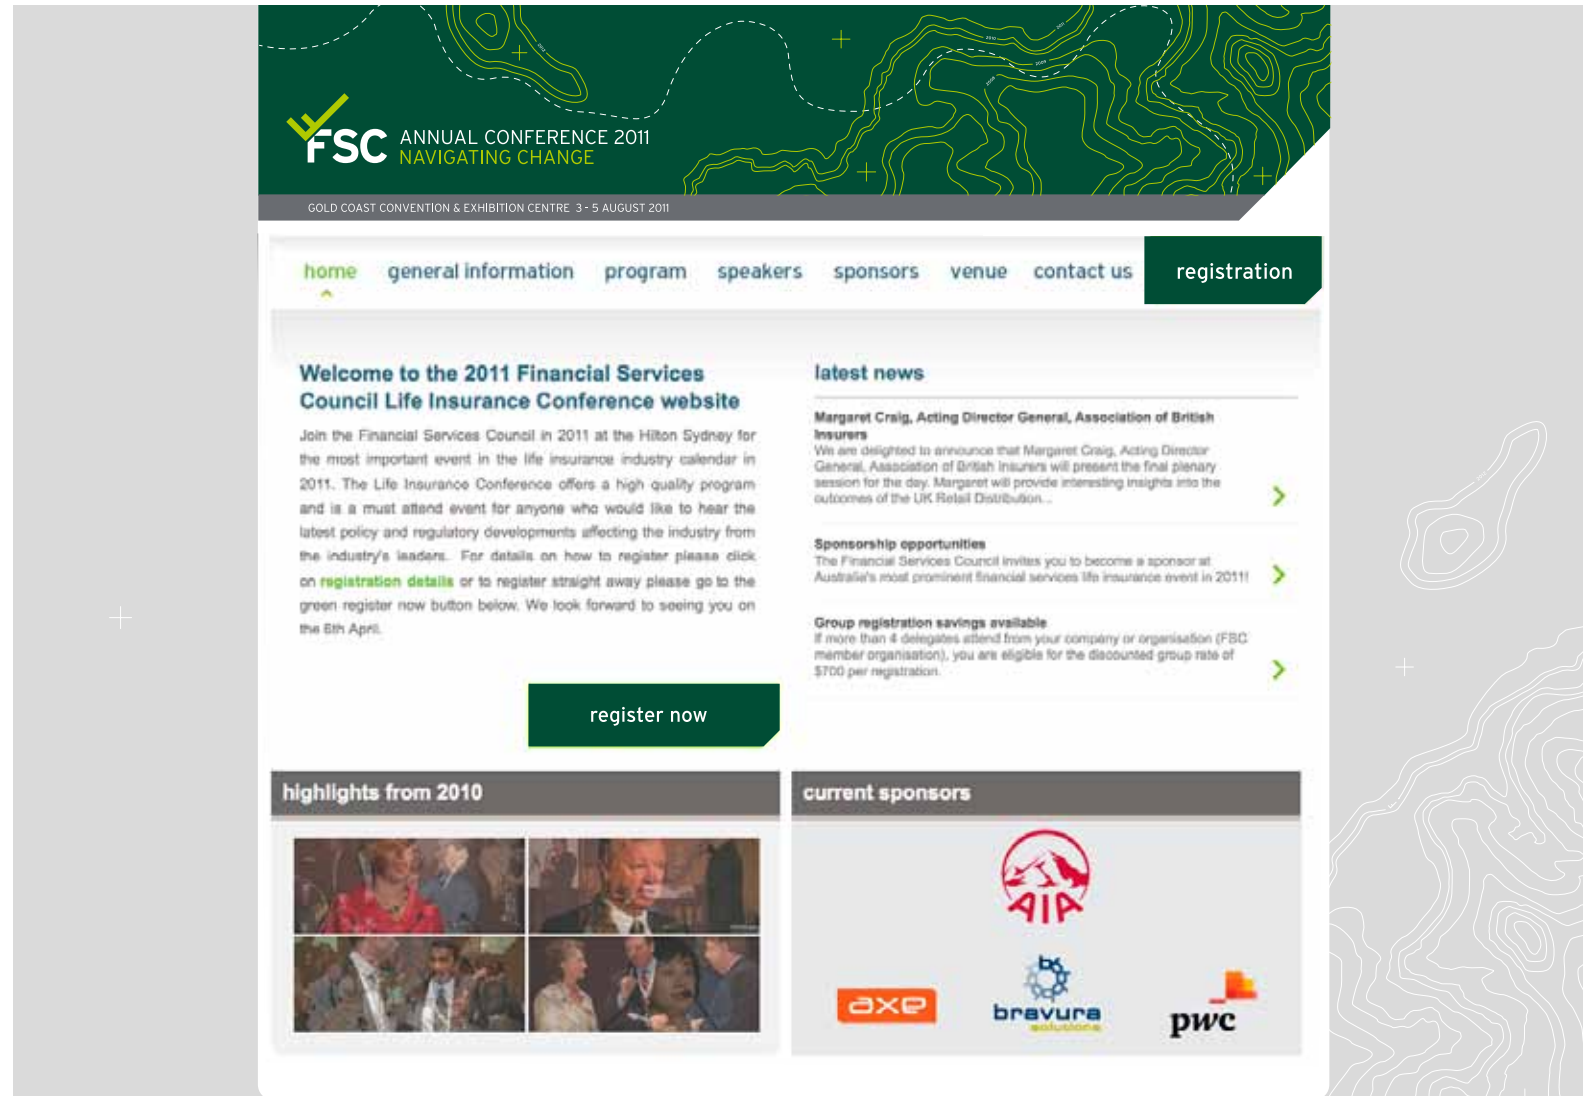 FSC ANNUAL CONFERENCE 2011
NAVIGATING CHANGE
GOLD COAST CONVENTION & EXHIBITION CENTRE 3 - 5 AUGUST 2011
home general information program speakers sponsors venue contact us registration
Welcome to the 2011 Financial Services
Council Life Insurance Conference website
Join the Financial Services Council in 2011 at the Hilton Sydney for
the most important event in the life insurance industry calendar in
2011. The Life Insurance Conference offers a high quality program
and is a must attend event for anyone who would like to hear the
latest policy and regulatory developments affecting the industry from
the industry's leaders. For details on how to register please click
on registration details or to register straight away please go to the
green register now button below. We look forward to seeing you on
the 6th April.
register now
latest news
Margaret Craig, Acting Director General, Association of British
Insurers
We are delighted to announce that Margaret Craig, Acting Director
General, Association of British Insurers will present the final plenary
session for the day. Margaret will provide interesting insights into the
outcomes of the UK Retail Distribution...
Sponsorship opportunities
The Financial Services Council invites you to become a sponsor at
Australia's most prominent financial services life insurance event in 2011!
Group registration savings available
If more than 4 delegates attend from your company or organisation (FSC
member organisation), you are eligible for the discounted group rate of
$700 per registration.
highlights from 2010
current sponsors
AIA
axe
bravura
solutions
pwc